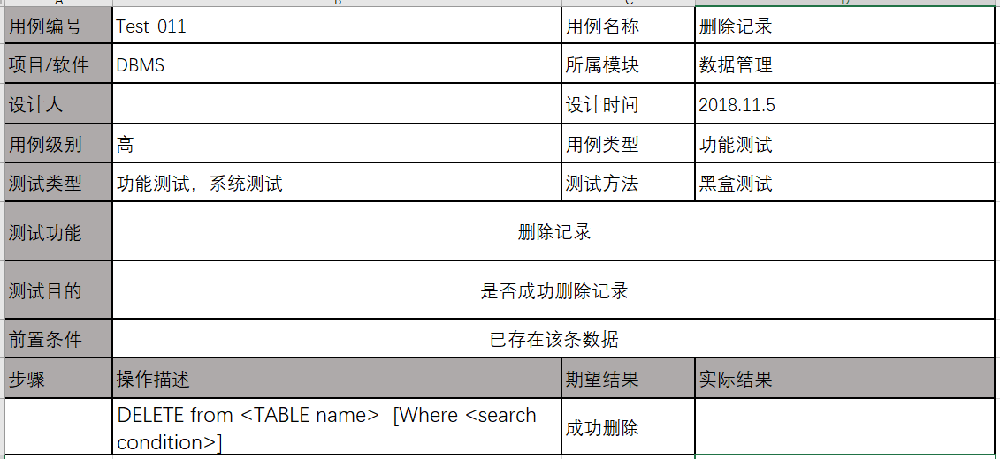 A B C D
用例编号 Test_011 用例名称 删除记录
项目/软件 DBMS 所属模块 数据管理
设计人 设计时间 2018.11.5
用例级别 高 用例类型 功能测试
测试类型 功能测试，系统测试 测试方法 黑盒测试
测试功能 删除记录
测试目的 是否成功删除记录
前置条件 已存在该条数据
步骤 操作描述 期望结果 实际结果
DELETE from <TABLE name>  [Where <search
condition>] 成功删除